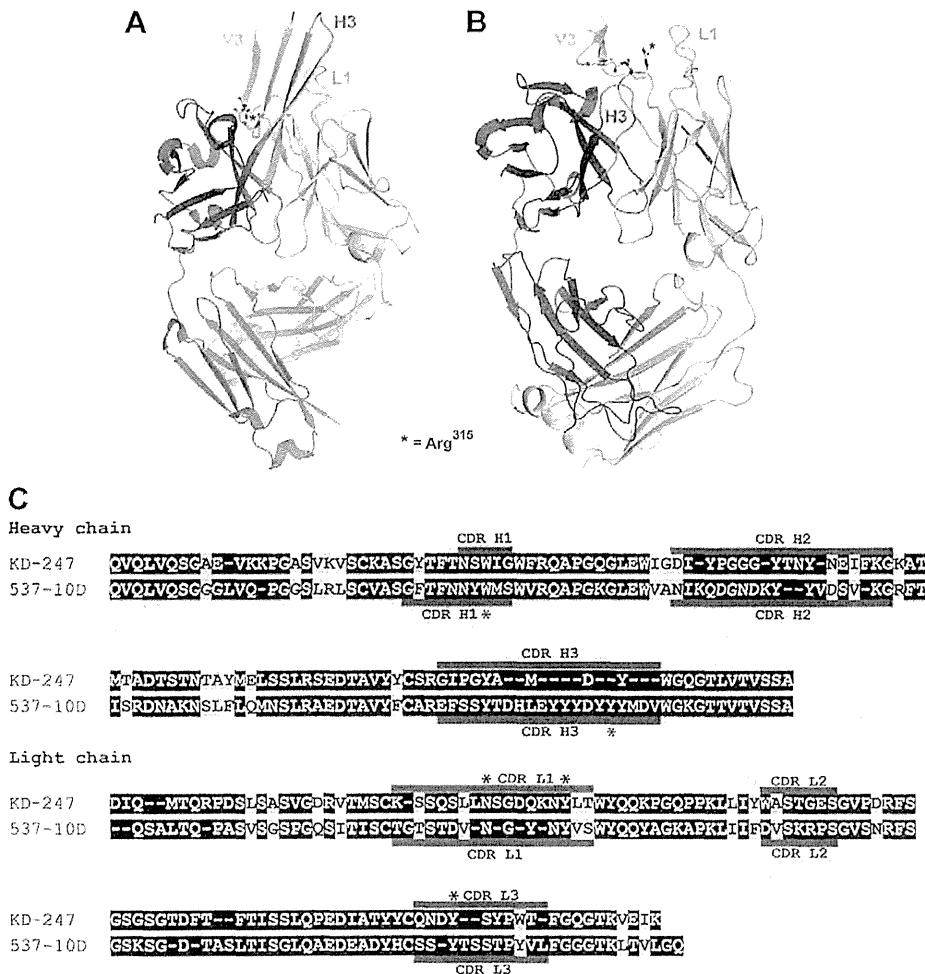 A
B
V3
H3
L1
V3
L1
H3
* = Arg315
C
Heavy chain
CDR H1
CDR H2
KD-247
QVQLVQSGAE-VKKPGASVKVSCKASGYTFTNSWIGWFRQAPGQGLEWIGDI-YPGGG-YTNY-NEIFKGKAT
537-10D
QVQLVQSGGGLVQ-PGGSLRLSCVASGFTFNNYWMSWVRQAPGKGLEWVANIKQDGNDKY--YVDSV-KGRFT
CDR H1 *
CDR H2
CDR H3
KD-247
MTADTSTNTAYMELSSLRSEDTAVYYCSRGIPGYA--M----D--Y---WGQGTLVTVSSA
537-10D
ISRDNAKNSLFLQMNSLRAEDTAVYFCAREFSSYTDHLEYYYDYYYMDVWGKGTTVTVSSA
CDR H3
*
Light chain
* CDR L1 *
CDR L2
KD-247
DIQ--MTQRPDSLSASVGDRVTMSCK-SSQSLLNSGDQKNYLTWYQQKPGQPPKLLIYWASTGESGVPDRFS
537-10D
--QSALTQ-PASVSGSPGQSITISCTGTSTDV-N-G-Y-NYVSWYQQYAGKAPKLIIFDVSKRPSGVSNRFS
CDR L1
CDR L2
* CDR L3
KD-247
GSGSGTDFT--FTISSLQPEDIATYYCQNDY--SYPWT-FGQGTKVEIK
537-10D
GSKSG-D-TASLTISGLQAEDEADYHCSS-YTSSTPYVLFGGGTKLTVLGQ
CDR L3